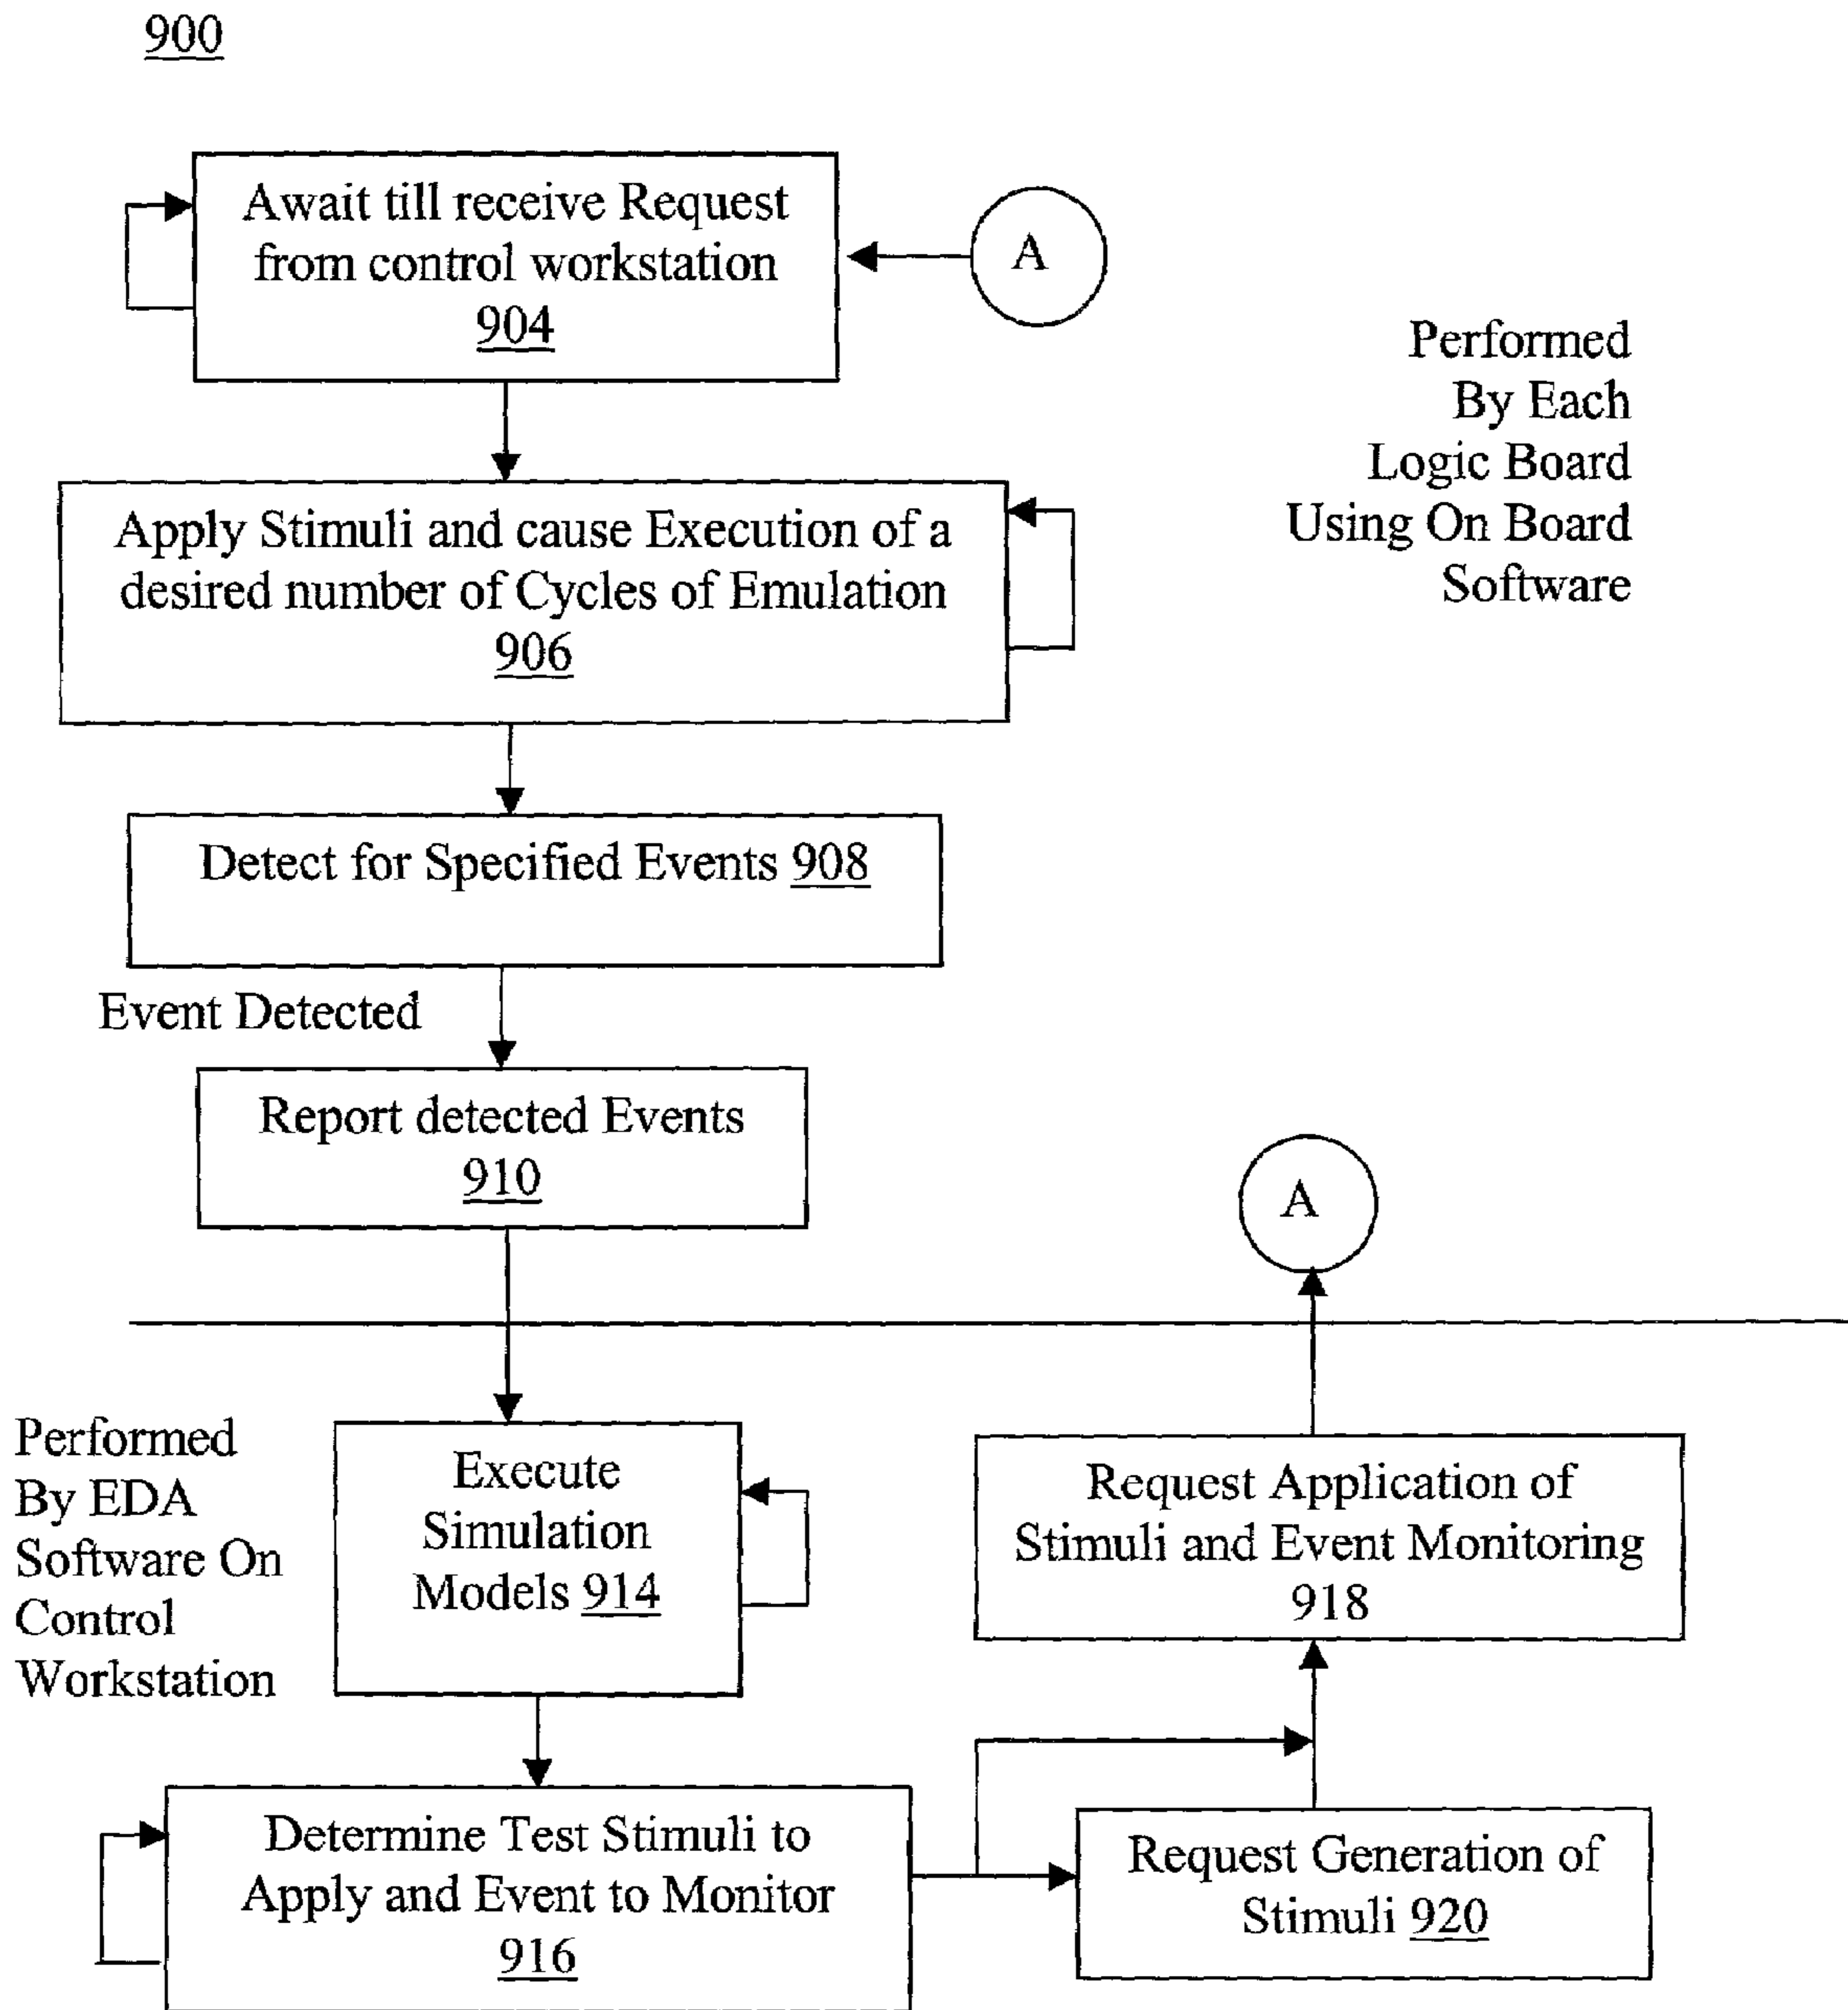 900
Await till receive Request
from control workstation
904
A
Performed
By Each
Logic Board
Using On Board
Software
Apply Stimuli and cause Execution of a
desired number of Cycles of Emulation
906
Detect for Specified Events 908
Event Detected
Report detected Events
910
A
Performed
By EDA
Software On
Control
Workstation
Execute
Simulation
Models 914
Request Application of
Stimuli and Event Monitoring
918
Determine Test Stimuli to
Apply and Event to Monitor
916
Request Generation of
Stimuli 920